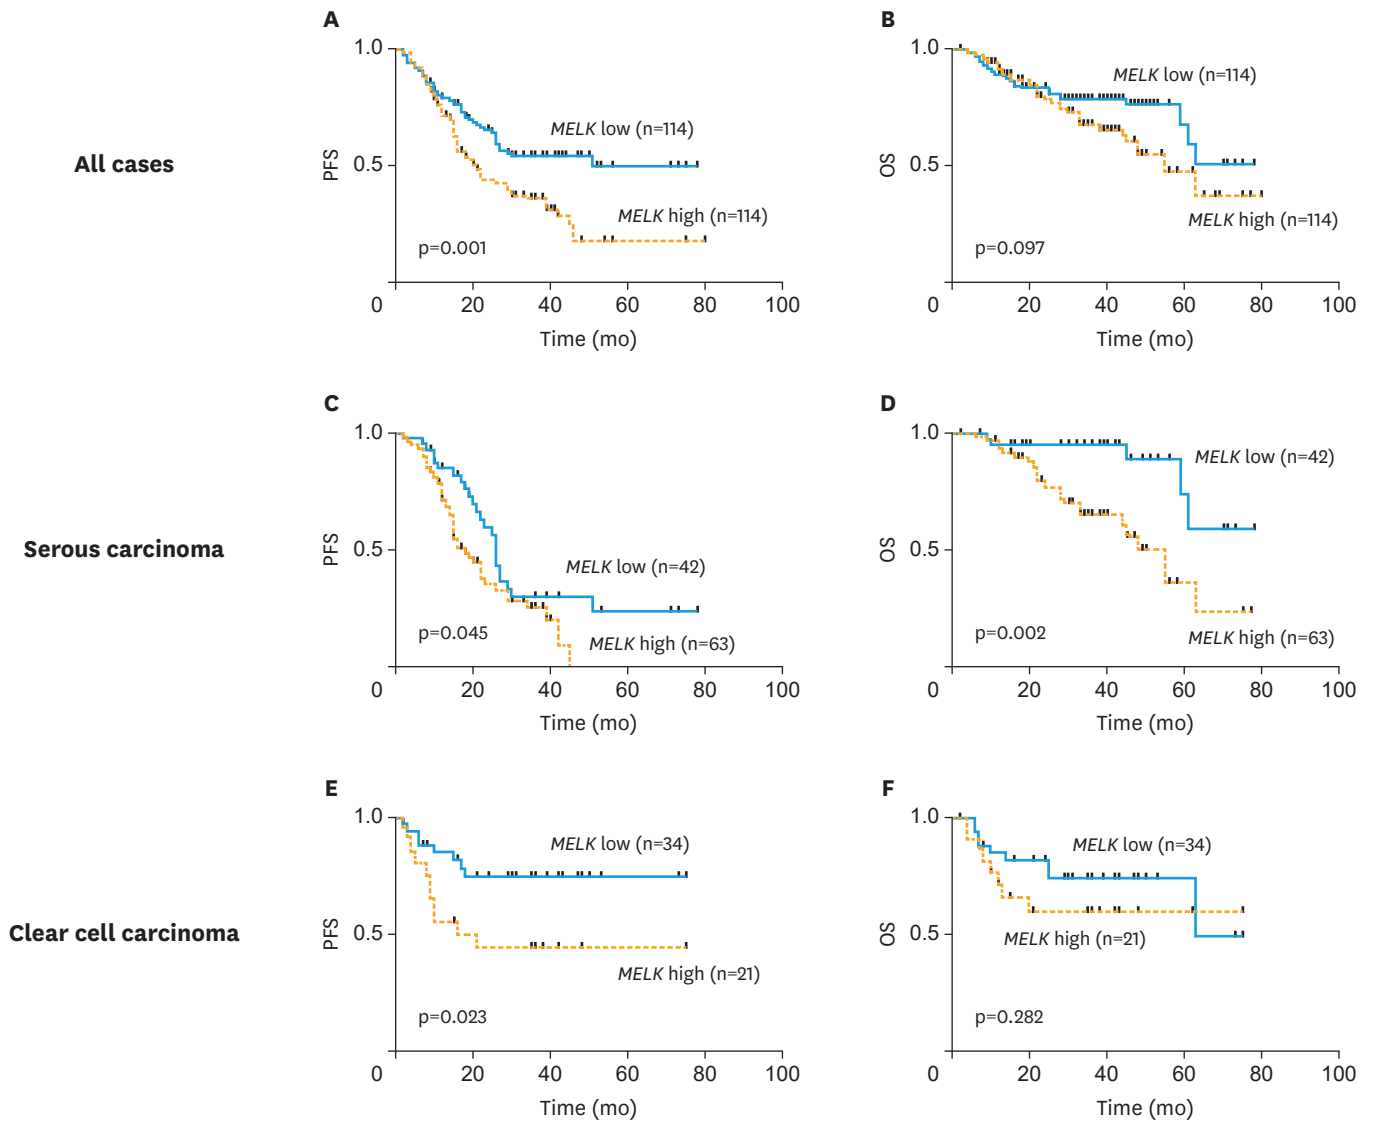 A
1.0
0.5
PFS
MELK low (n=114)
MELK high (n=114)
p=0.001
0 20 40 60 80 100
Time (mo)
B
1.0
0.5
OS
MELK low (n=114)
MELK high (n=114)
p=0.097
0 20 40 60 80 100
Time (mo)
All cases
C
1.0
0.5
PFS
MELK low (n=42)
MELK high (n=63)
p=0.045
0 20 40 60 80 100
Time (mo)
D
1.0
0.5
OS
MELK low (n=42)
MELK high (n=63)
p=0.002
0 20 40 60 80 100
Time (mo)
Serous carcinoma
E
1.0
0.5
PFS
MELK low (n=34)
MELK high (n=21)
p=0.023
0 20 40 60 80 100
Time (mo)
F
1.0
0.5
OS
MELK low (n=34)
MELK high (n=21)
p=0.282
0 20 40 60 80 100
Time (mo)
Clear cell carcinoma